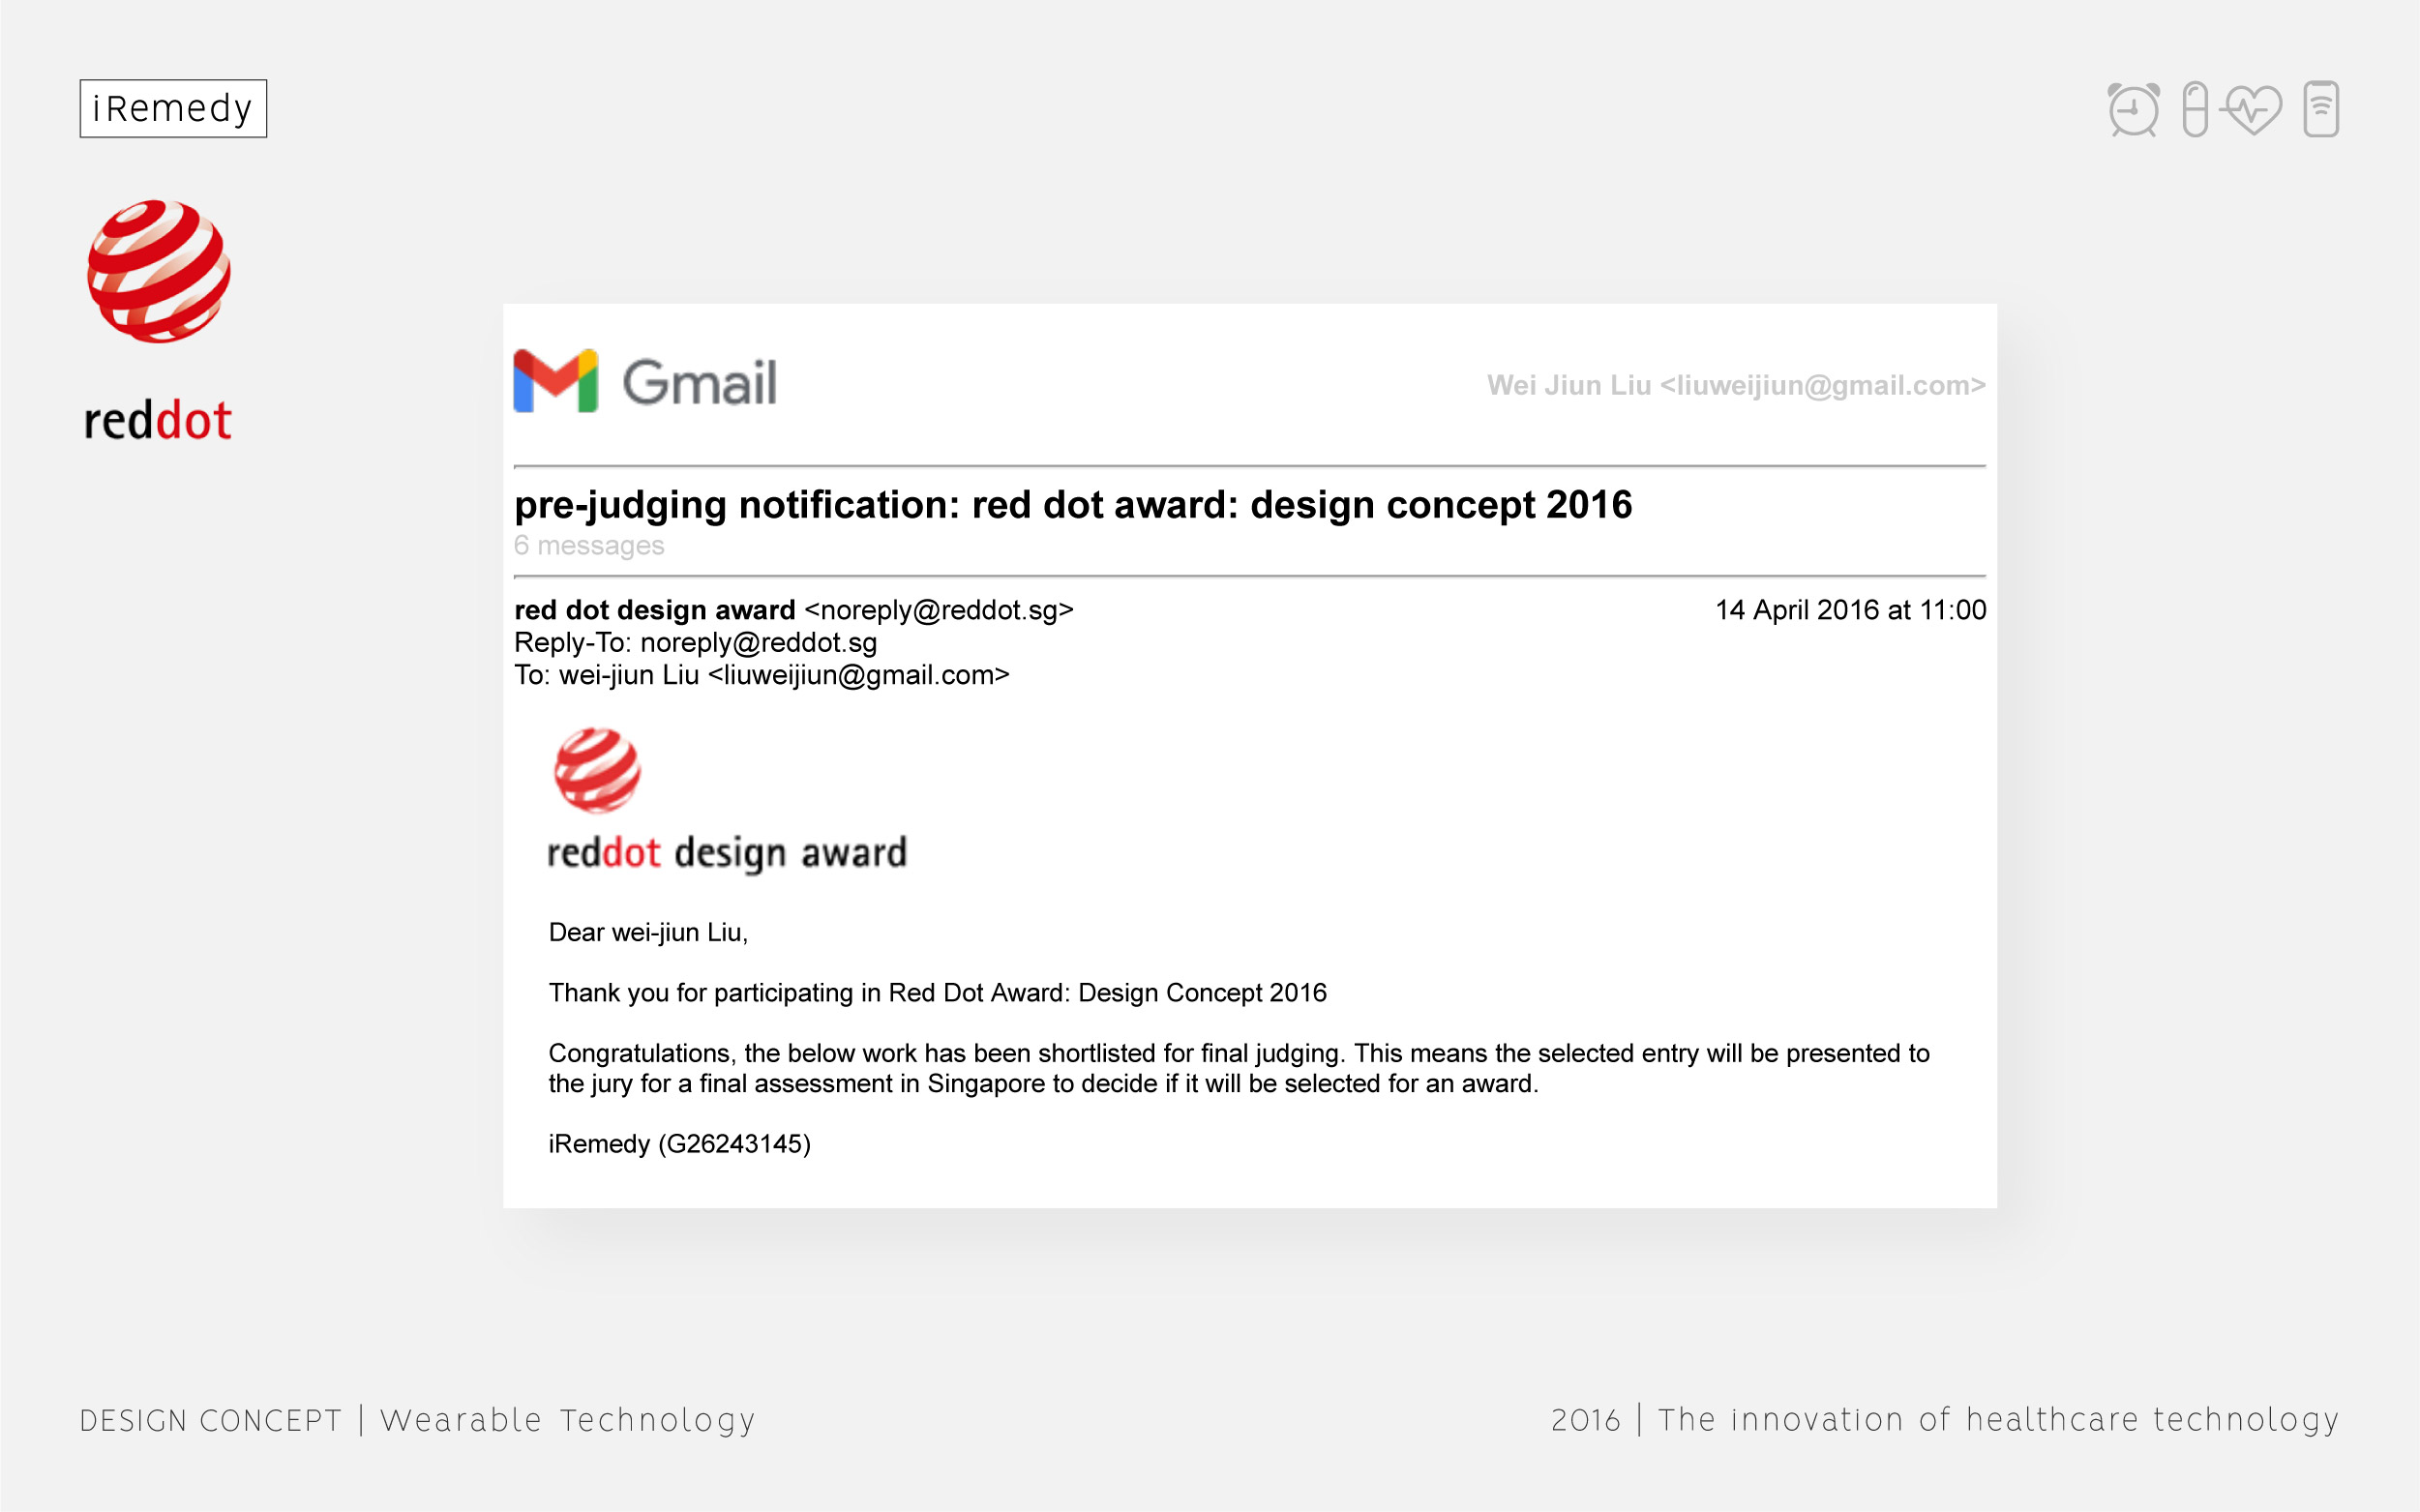 iRemedy
reddot
Gmail
Wei Jiun Liu <liuweijiun@gmail.com>
pre-judging notification: red dot award: design concept 2016
6 messages
red dot design award <noreply@reddot.sg>
14 April 2016 at 11:00
Reply-To: noreply@reddot.sg
To: wei-jiun Liu <liuweijiun@gmail.com>
reddot design award
Dear wei-jiun Liu,
Thank you for participating in Red Dot Award: Design Concept 2016
Congratulations, the below work has been shortlisted for final judging. This means the selected entry will be presented to
the jury for a final assessment in Singapore to decide if it will be selected for an award.
iRemedy (G26243145)
DESIGN CONCEPT | Wearable Technology
2016 | The innovation of healthcare technology